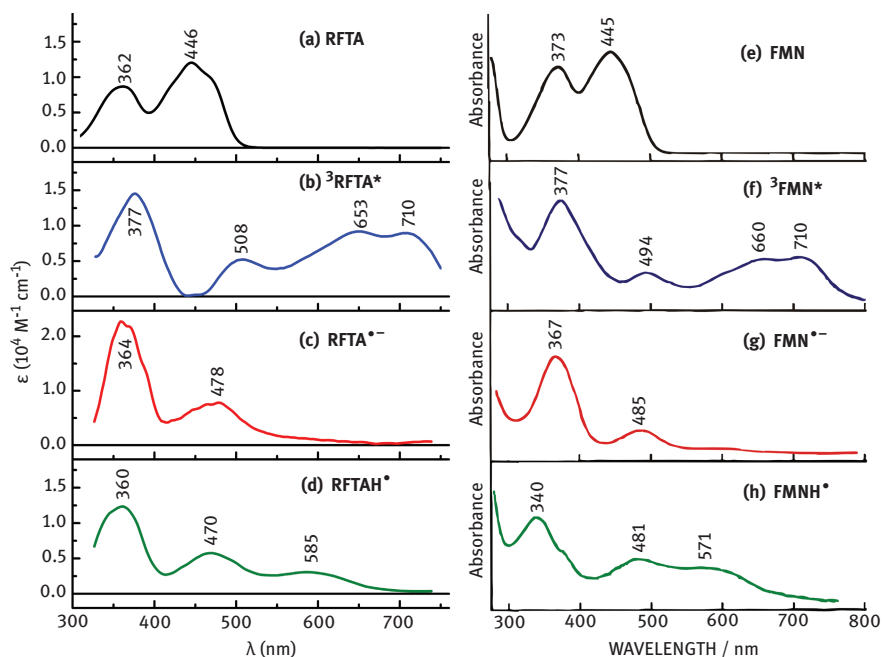 (a) RFTA
362
446
1.5
1.0
0.5
0.0
(b) ³RFTA*
377
508
653
710
1.5
1.0
0.5
0.0
(c) RFTA•−
364
478
2.0
1.0
0.0
(d) RFTAH•
360
470
585
1.5
1.0
0.5
0.0
300 400 500 600 700
λ (nm)
ε (10⁴ M⁻¹ cm⁻¹)
(e) FMN
373
445
Absorbance
(f) ³FMN*
377
494
660
710
Absorbance
(g) FMN•−
367
485
Absorbance
(h) FMNH•
340
481
571
Absorbance
300 400 500 600 700 800
WAVELENGTH / nm